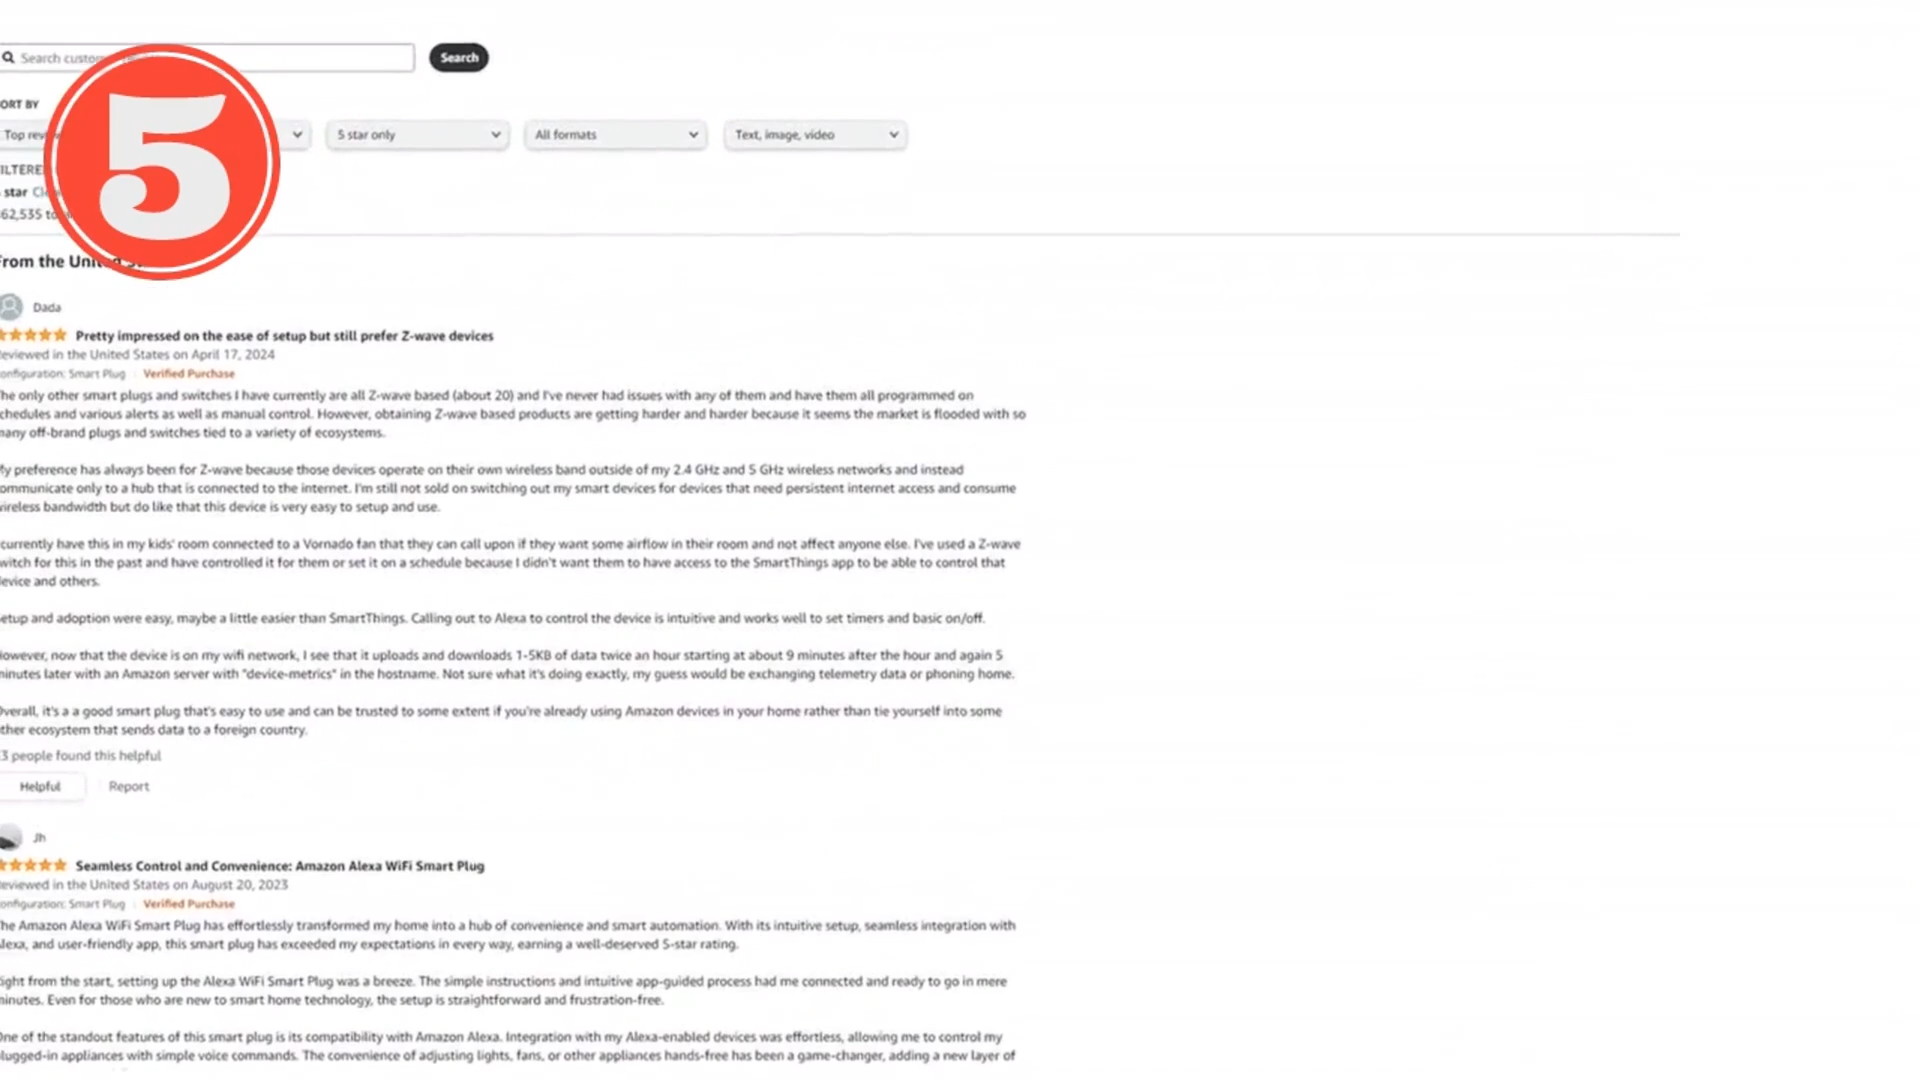 Search custo
Search
5
ORT BY
Top rev
5 star only
All formats
Text, image, video
ILTERE
star Cle
62,535 to
From the United S
Dada
Pretty impressed on the ease of setup but still prefer Z-wave devices
eviewed in the United States on April 17, 2024
onfiguration: Smart Plug Verified Purchase
he only other smart plugs and switches I have currently are all Z-wave based (about 20) and I've never had issues with any of them and have them all programmed on
chedules and various alerts as well as manual control. However, obtaining Z-wave based products are getting harder and harder because it seems the market is flooded with so
many off-brand plugs and switches tied to a variety of ecosystems.
My preference has always been for Z-wave because those devices operate on their own wireless band outside of my 2.4 GHz and 5 GHz wireless networks and instead
ommunicate only to a hub that is connected to the internet. I'm still not sold on switching out my smart devices for devices that need persistent internet access and consume
wireless bandwidth but do like that this device is very easy to setup and use.
currently have this in my kids' room connected to a Vornado fan that they can call upon if they want some airflow in their room and not affect anyone else. I've used a Z-wave
witch for this in the past and have controlled it for them or set it on a schedule because I didn't want them to have access to the SmartThings app to be able to control that
evice and others.
etup and adoption were easy, maybe a little easier than SmartThings. Calling out to Alexa to control the device is intuitive and works well to set timers and basic on/off.
However, now that the device is on my wifi network, I see that it uploads and downloads 1-5KB of data twice an hour starting at about 9 minutes after the hour and again 5
minutes later with an Amazon server with "device-metrics" in the hostname. Not sure what it's doing exactly, my guess would be exchanging telemetry data or phoning home.
Overall, it's a a good smart plug that's easy to use and can be trusted to some extent if you're already using Amazon devices in your home rather than tie yourself into some
ther ecosystem that sends data to a foreign country.
3 people found this helpful
Helpful Report
Jh
Seamless Control and Convenience: Amazon Alexa WiFi Smart Plug
eviewed in the United States on August 20, 2023
onfiguration: Smart Plug Verified Purchase
he Amazon Alexa WiFi Smart Plug has effortlessly transformed my home into a hub of convenience and smart automation. With its intuitive setup, seamless integration with
lexa, and user-friendly app, this smart plug has exceeded my expectations in every way, earning a well-deserved 5-star rating.
ight from the start, setting up the Alexa WiFi Smart Plug was a breeze. The simple instructions and intuitive app-guided process had me connected and ready to go in mere
minutes. Even for those who are new to smart home technology, the setup is straightforward and frustration-free.
One of the standout features of this smart plug is its compatibility with Amazon Alexa. Integration with my Alexa-enabled devices was effortless, allowing me to control my
lugged-in appliances with simple voice commands. The convenience of adjusting lights, fans, or other appliances hands-free has been a game-changer, adding a new layer of